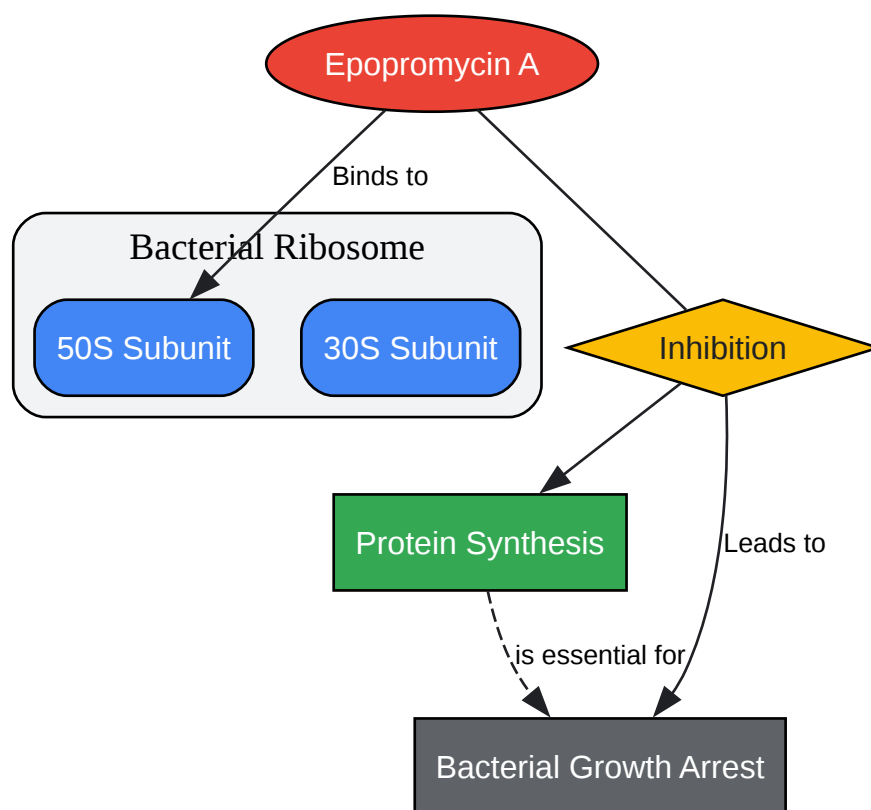 Epopromycin A
Binds to
Bacterial Ribosome
50S Subunit
30S Subunit
Inhibition
Protein Synthesis
Leads to
is essential for
Bacterial Growth Arrest